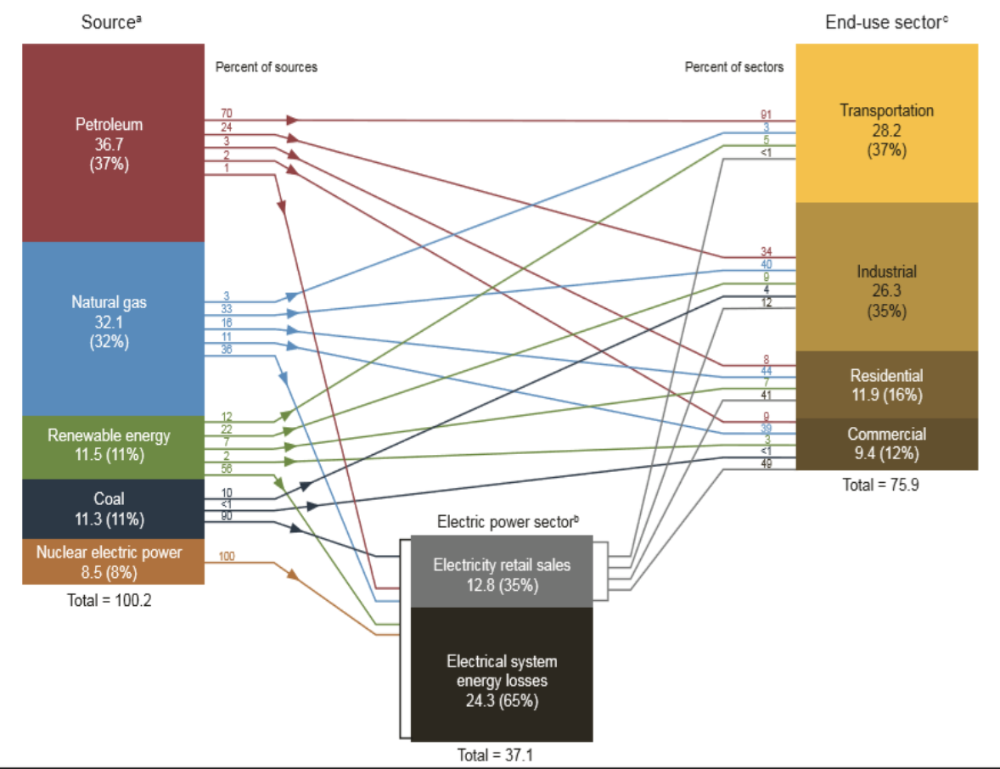 Sourceᵃ
End-use sectorᶜ
Percent of sources
Percent of sectors
Petroleum
36.7
(37%)
70
24
3
2
1
Natural gas
32.1
(32%)
3
33
16
11
36
Renewable energy
11.5 (11%)
12
22
7
2
56
Coal
11.3 (11%)
10
<1
90
Nuclear electric power
8.5 (8%)
100
Total = 100.2
Electric power sectorᵇ
Electricity retail sales
12.8 (35%)
Electrical system
energy losses
24.3 (65%)
Total = 37.1
91
3
5
<1
Transportation
28.2
(37%)
34
40
9
4
12
Industrial
26.3
(35%)
8
44
7
41
Residential
11.9 (16%)
9
39
3
<1
49
Commercial
9.4 (12%)
Total = 75.9